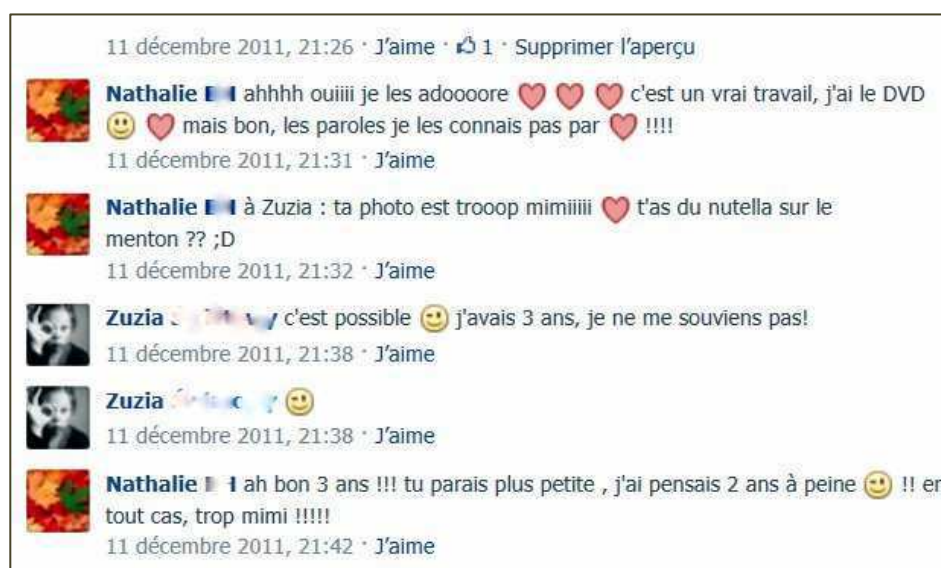 11 décembre 2011, 21:26 · J'aime · 1 · Supprimer l'aperçu
Nathalie ahhhh ouiiii je les adoooore c'est un vrai travail, j'ai le DVD
mais bon, les paroles je les connais pas par !!!!
11 décembre 2011, 21:31 · J'aime
Nathalie à Zuzia : ta photo est trooop mimiiiii t'as du nutella sur le
menton ?? ;D
11 décembre 2011, 21:32 · J'aime
Zuzia c'est possible j'avais 3 ans, je ne me souviens pas!
11 décembre 2011, 21:38 · J'aime
Zuzia
11 décembre 2011, 21:38 · J'aime
Nathalie ah bon 3 ans !!! tu parais plus petite , j'ai pensais 2 ans à peine !! en
tout cas, trop mimi !!!!!
11 décembre 2011, 21:42 · J'aime